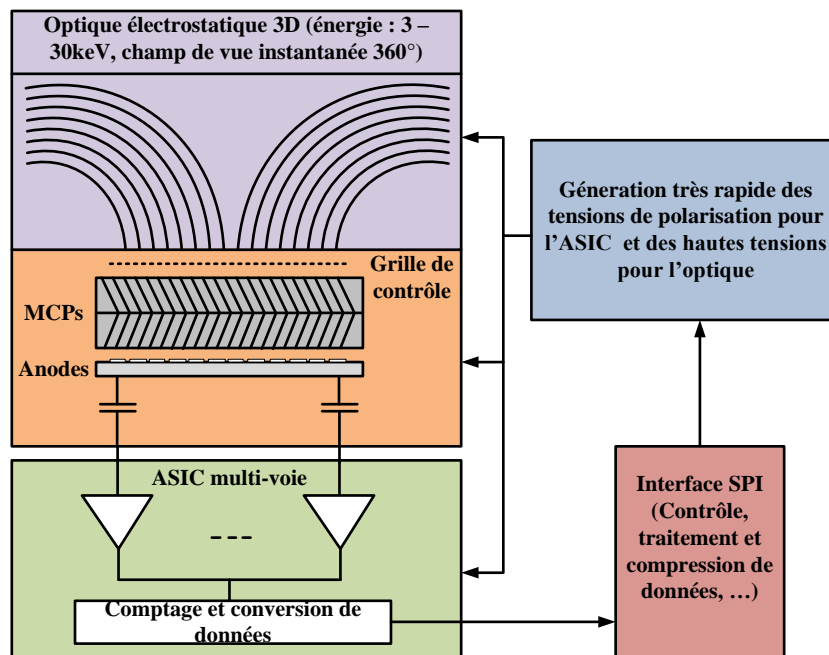 Optique électrostatique 3D (énergie : 3 –
30keV, champ de vue instantanée 360°)
Grille de
contrôle
MCPs
Anodes
ASIC multi-voie
Comptage et conversion de
données
Géneration très rapide des
tensions de polarisation pour
l’ASIC et des hautes tensions
pour l’optique
Interface SPI
(Contrôle,
traitement et
compression de
données, …)